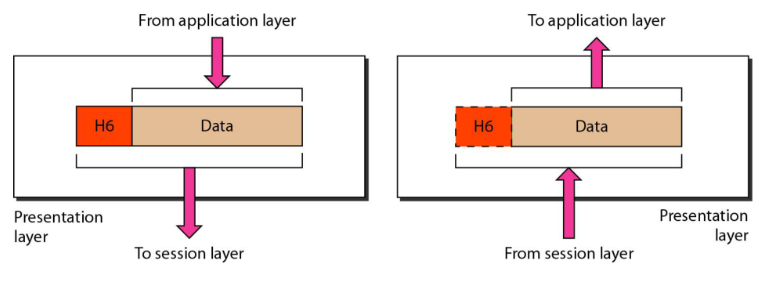 From application layer
To application layer
H6
Data
H6
Data
Presentation
layer
To session layer
From session layer
Presentation
layer